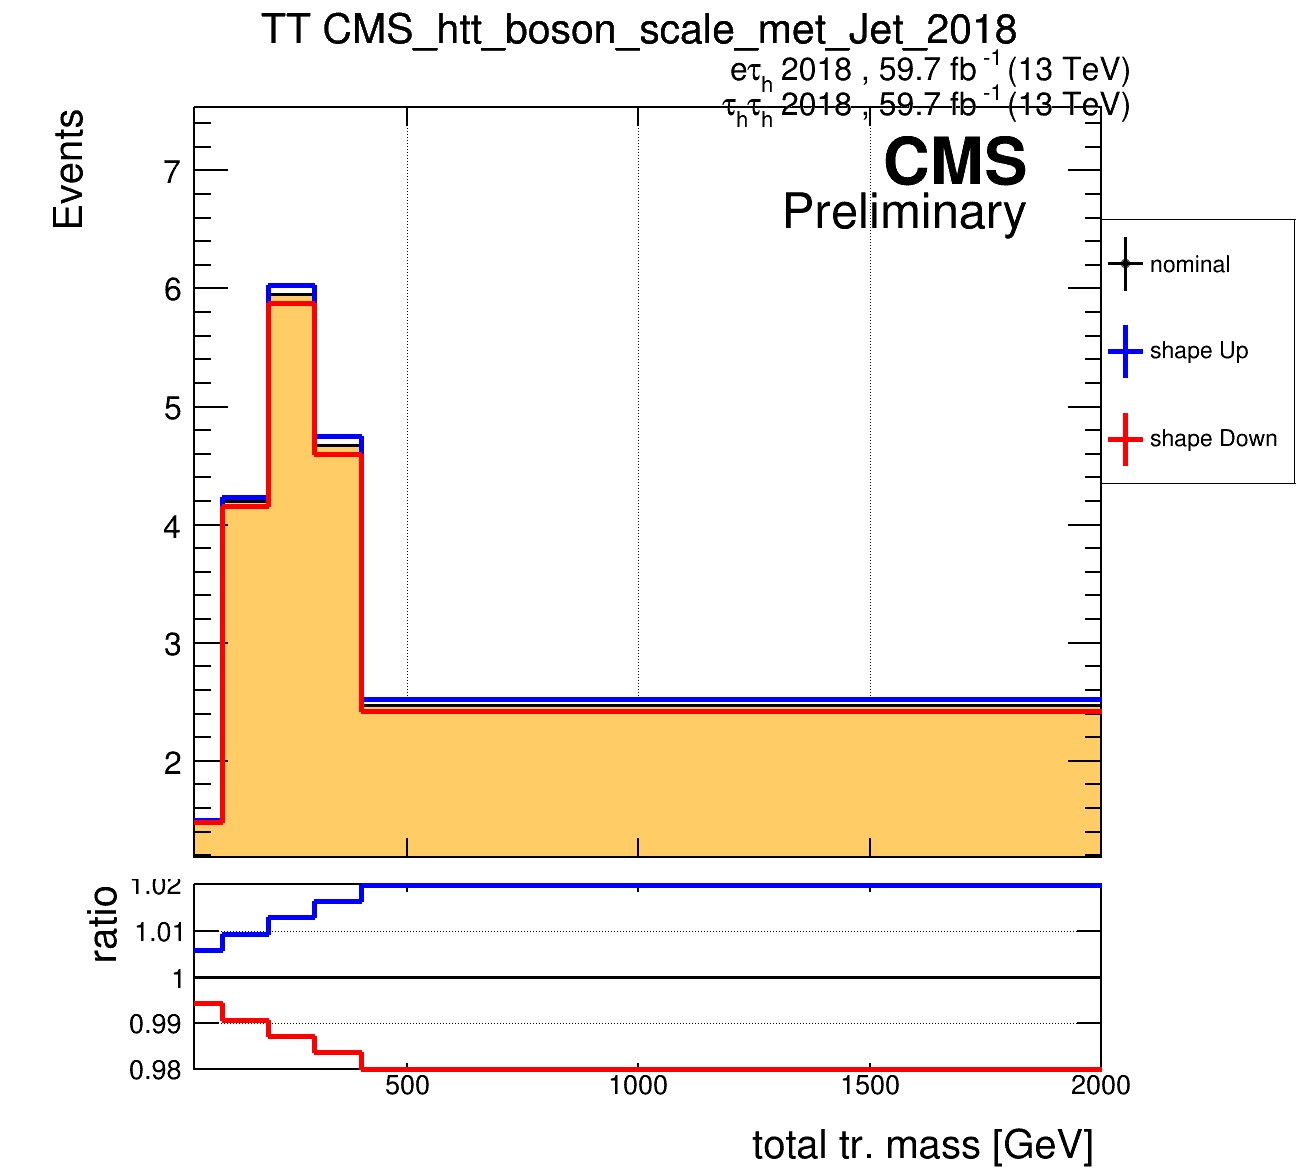 TT CMS_htt_boson_scale_met_Jet_2018
eτh 2018 , 59.7 fb-1 (13 TeV)
τhτh 2018 , 59.7 fb-1 (13 TeV)
CMS
Preliminary
Events
7
6
5
4
3
2
nominal
shape Up
shape Down
ratio
1.02
1.01
1
0.99
0.98
500 1000 1500 2000
total tr. mass [GeV]